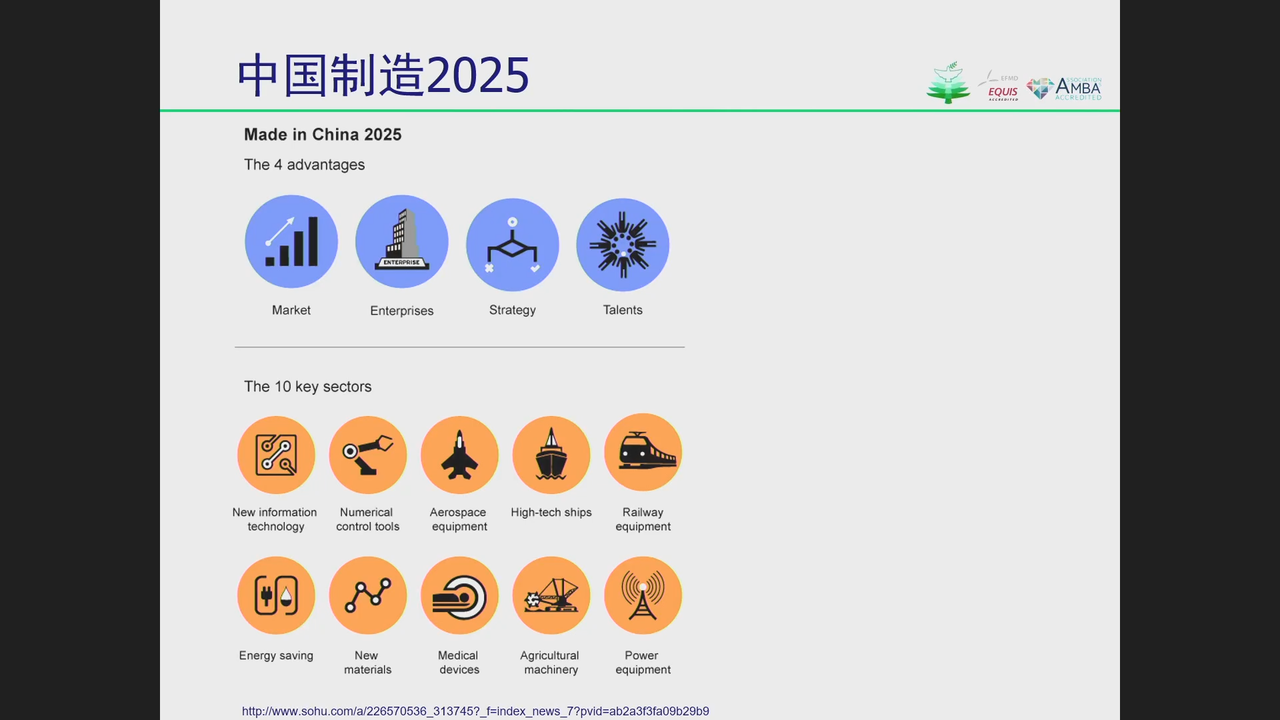 中国制造2025
EFMD
EQUIS
ACCREDITED
ASSOCIATION
AMBA
ACCREDITED
Made in China 2025
The 4 advantages
ENTERPRISE
Market
Enterprises
Strategy
Talents
The 10 key sectors
New information
technology
Numerical
control tools
Aerospace
equipment
High-tech ships
Railway
equipment
Energy saving
New
materials
Medical
devices
Agricultural
machinery
Power
equipment
http://www.sohu.com/a/226570536_313745?_f=index_news_7?pvid=ab2a3f3fa09b29b9